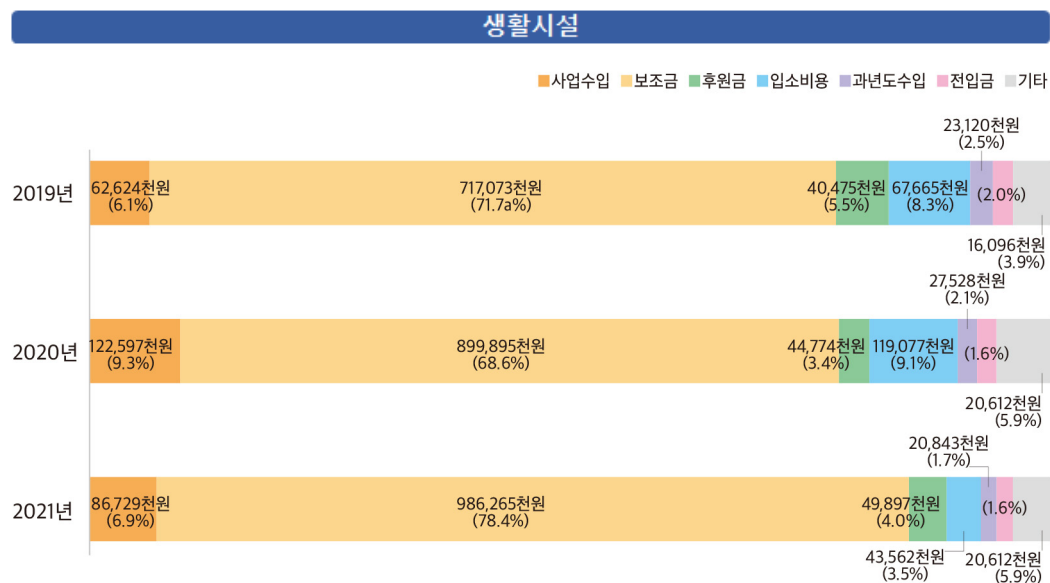 생활시설
사업수입 보조금 후원금 입소비용 과년도수입 전입금 기타
23,120천원
(2.5%)
2019년
62,624천원
(6.1%)
717,073천원
(71.7a%)
40,475천원
(5.5%)
67,665천원
(8.3%)
(2.0%)
16,096천원
(3.9%)
27,528천원
(2.1%)
2020년
122,597천원
(9.3%)
899,895천원
(68.6%)
44,774천원
(3.4%)
119,077천원
(9.1%)
(1.6%)
20,612천원
(5.9%)
20,843천원
(1.7%)
2021년
86,729천원
(6.9%)
986,265천원
(78.4%)
49,897천원
(4.0%)
(1.6%)
43,562천원
(3.5%)
20,612천원
(5.9%)